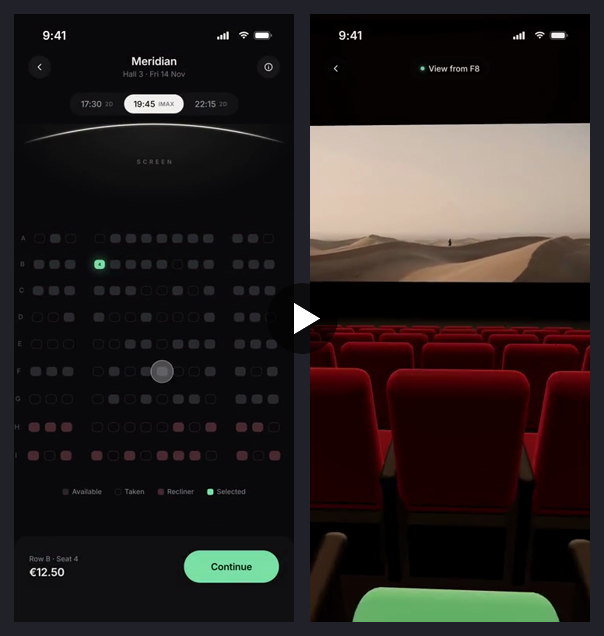 9:41
Meridian
Hall 3 · Fri 14 Nov
17:30 2D
19:45 IMAX
22:15 2D
SCREEN
A
B
4
C
D
E
F
G
H
I
Available
Taken
Recliner
Selected
Row B · Seat 4
€12.50
Continue
9:41
View from F8